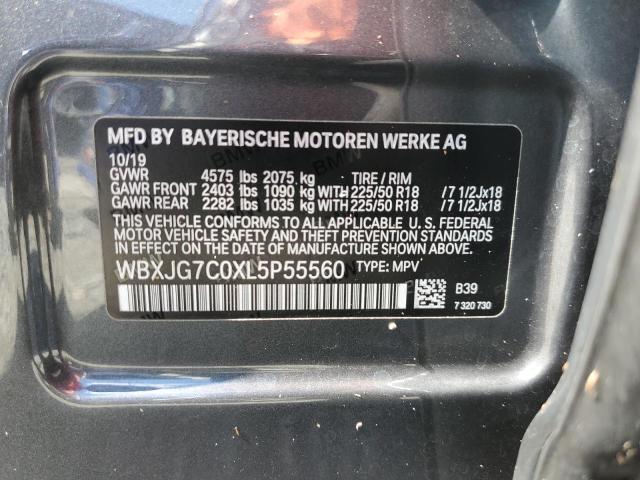 MFD BY BAYERISCHE MOTOREN WERKE AG
10/19
GVWR 4575 lbs 2075 kg TIRE / RIM
GAWR FRONT 2403 lbs 1090 kg WITH 225/50 R18 /7 1/2Jx18
GAWR REAR 2282 lbs 1035 kg WITH 225/50 R18 /7 1/2Jx18
THIS VEHICLE CONFORMS TO ALL APPLICABLE U. S. FEDERAL
MOTOR VEHICLE SAFETY AND THEFT PREVENTION STANDARDS
IN EFFECT ON THE DATE OF MANUFACTURE SHOWN ABOVE.
WBXJG7C0XL5P55560 TYPE: MPV
B39
7 320 730